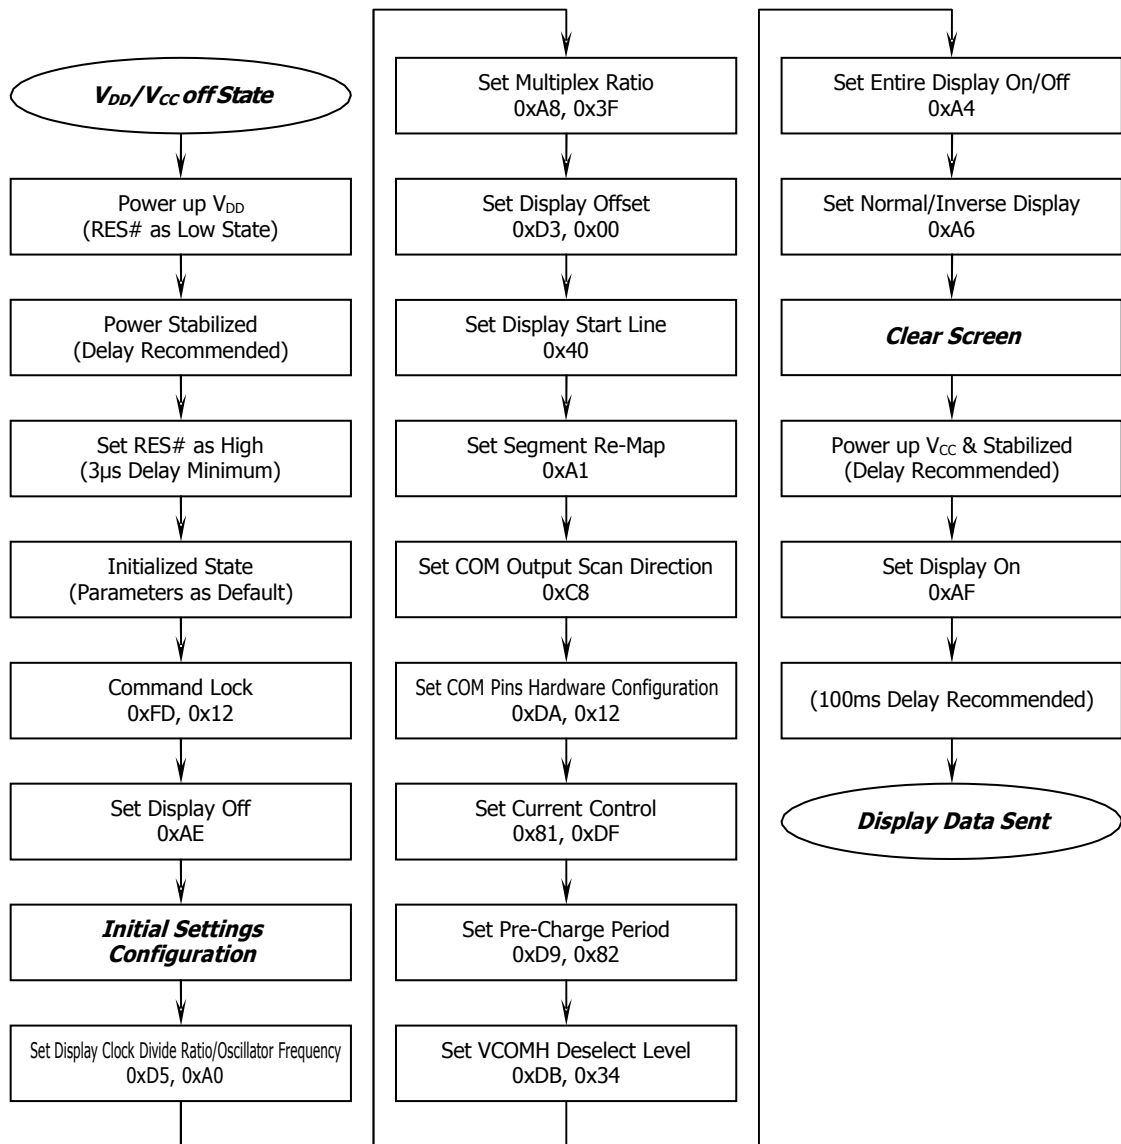 V_DD/V_CC off State
Power up V_DD
(RES# as Low State)
Power Stabilized
(Delay Recommended)
Set RES# as High
(3μs Delay Minimum)
Initialized State
(Parameters as Default)
Command Lock
0xFD, 0x12
Set Display Off
0xAE
Initial Settings
Configuration
Set Display Clock Divide Ratio/Oscillator Frequency
0xD5, 0xA0
Set Multiplex Ratio
0xA8, 0x3F
Set Display Offset
0xD3, 0x00
Set Display Start Line
0x40
Set Segment Re-Map
0xA1
Set COM Output Scan Direction
0xC8
Set COM Pins Hardware Configuration
0xDA, 0x12
Set Current Control
0x81, 0xDF
Set Pre-Charge Period
0xD9, 0x82
Set VCOMH Deselect Level
0xDB, 0x34
Set Entire Display On/Off
0xA4
Set Normal/Inverse Display
0xA6
Clear Screen
Power up V_CC & Stabilized
(Delay Recommended)
Set Display On
0xAF
(100ms Delay Recommended)
Display Data Sent